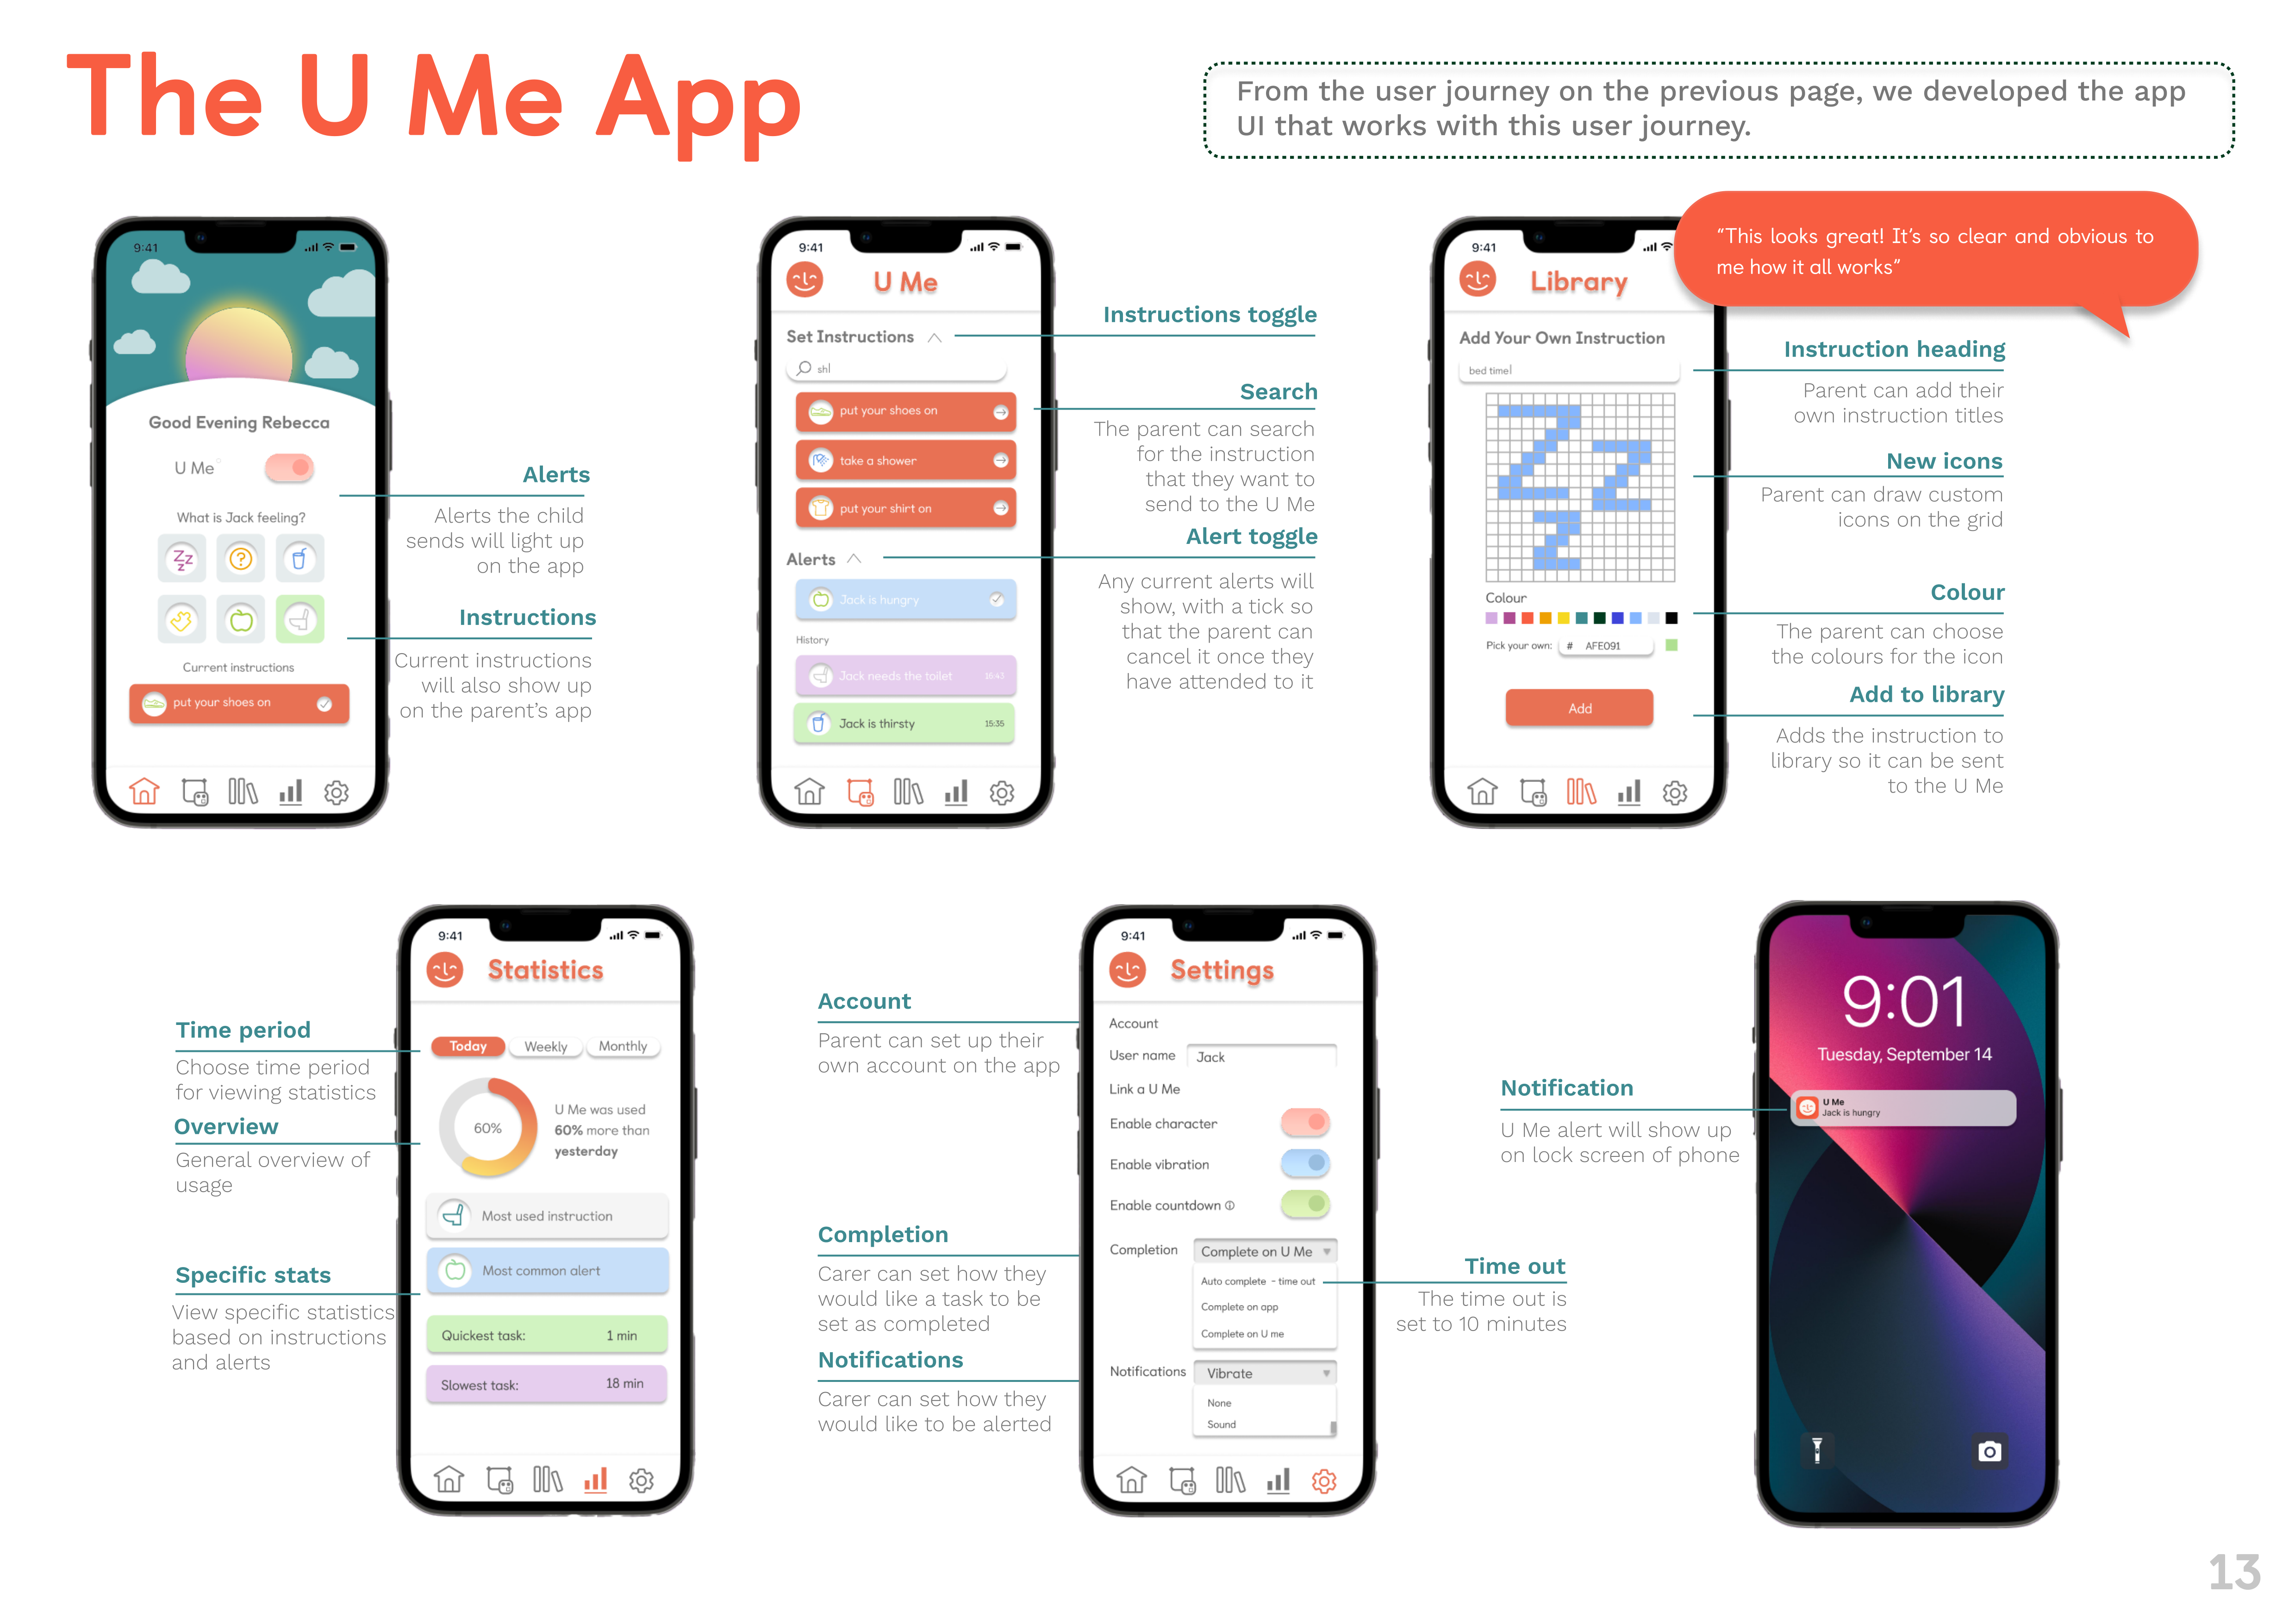 The U Me App
From the user journey on the previous page, we developed the app
UI that works with this user journey.
9:41
Good Evening Rebecca
U Me
What is Jack feeling?
Zzz
?
Current instructions
put your shoes on
Alerts
Alerts the child
sends will light up
on the app
Instructions
Current instructions
will also show up
on the parent's app
9:41
U Me
Set Instructions
shl
put your shoes on
take a shower
put your shirt on
Alerts
Jack is hungry
History
Jack needs the toilet 16:43
Jack is thirsty 15:35
Instructions toggle
Search
The parent can search
for the instruction
that they want to
send to the U Me
Alert toggle
Any current alerts will
show, with a tick so
that the parent can
cancel it once they
have attended to it
9:41
Library
"This looks great! It's so clear and obvious to
me how it all works"
Add Your Own Instruction
bed time|
Colour
Pick your own: # AFE091
Add
Instruction heading
Parent can add their
own instruction titles
New icons
Parent can draw custom
icons on the grid
Colour
The parent can choose
the colours for the icon
Add to library
Adds the instruction to
library so it can be sent
to the U Me
Time period
Choose time period
for viewing statistics
Overview
General overview of
usage
Specific stats
View specific statistics
based on instructions
and alerts
9:41
Statistics
Today Weekly Monthly
60%
U Me was used
60% more than
yesterday
Most used instruction
Most common alert
Quickest task: 1 min
Slowest task: 18 min
Account
Parent can set up their
own account on the app
Completion
Carer can set how they
would like a task to be
set as completed
Notifications
Carer can set how they
would like to be alerted
9:41
Settings
Account
User name Jack
Link a U Me
Enable character
Enable vibration
Enable countdown
Completion Complete on U Me
Auto complete - time out
Complete on app
Complete on U me
Notifications Vibrate
None
Sound
Time out
The time out is
set to 10 minutes
Notification
U Me alert will show up
on lock screen of phone
9:01
Tuesday, September 14
U Me
Jack is hungry
13